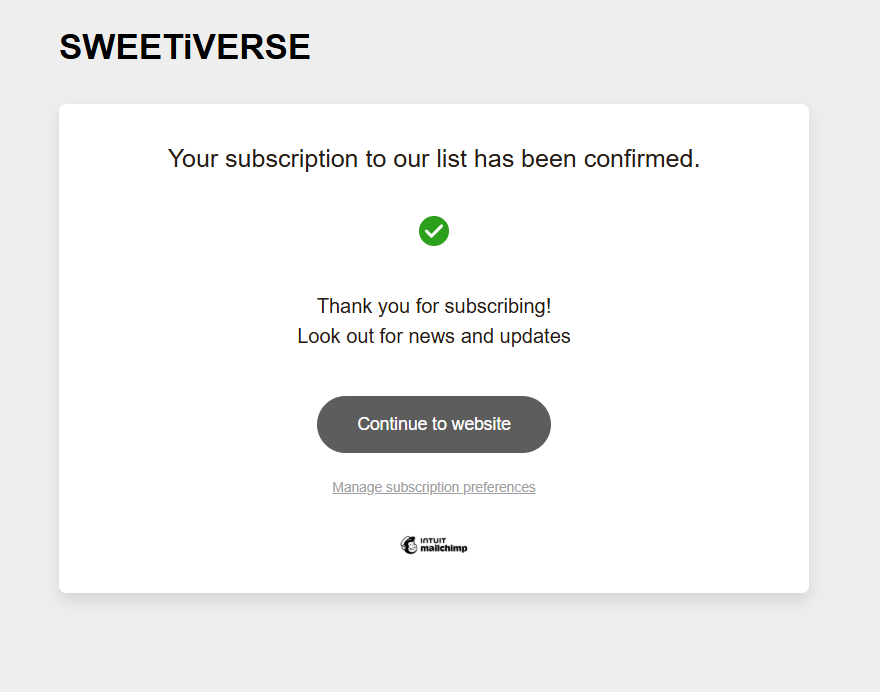 SWEETiVERSE
Your subscription to our list has been confirmed.
Thank you for subscribing!
Look out for news and updates
Continue to website
Manage subscription preferences
INTUIT
mailchimp